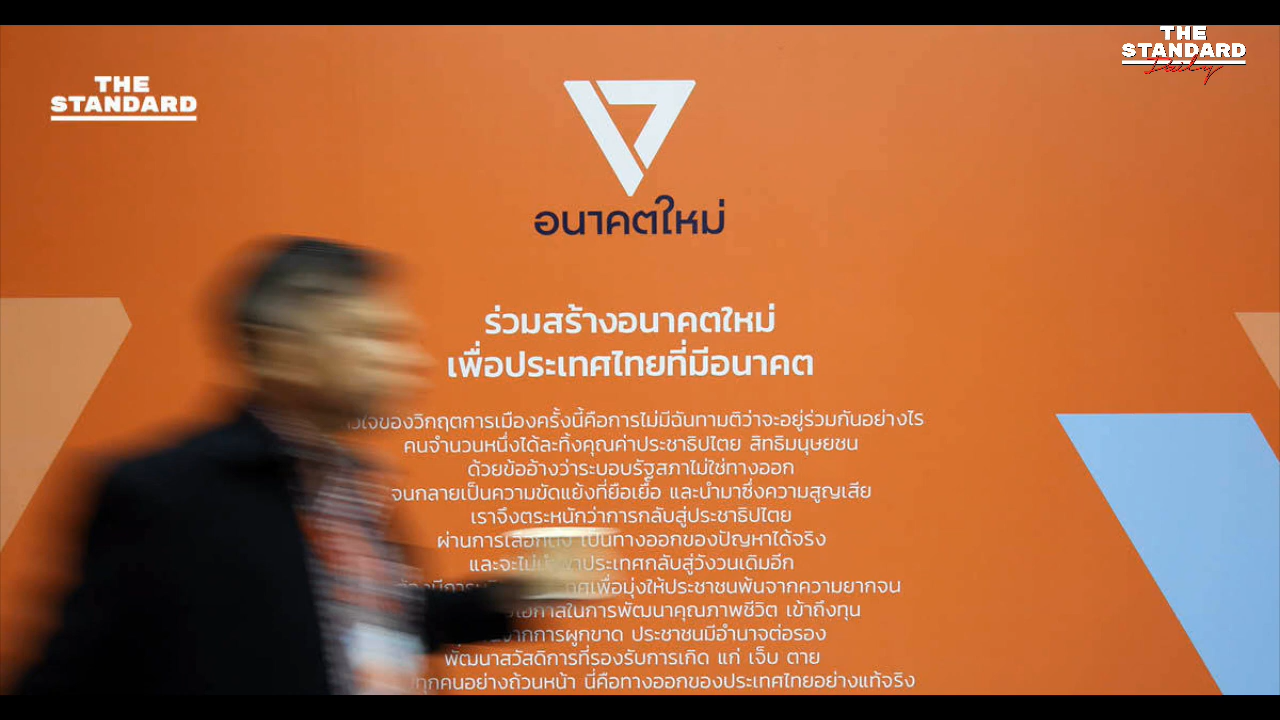 THE
STANDARD
THE
STANDARD
Daily
อนาคตใหม่
ร่วมสร้างอนาคตใหม่
เพื่อประเทศไทยที่มีอนาคต
ของวิกฤตการเมืองครั้งนี้คือการไม่มีฉันทามติว่าจะอยู่ร่วมกันอย่างไร
คนจำนวนหนึ่งได้ละทิ้งคุณค่าประชาธิปไตย สิทธิมนุษยชน
ด้วยข้ออ้างว่าระบอบรัฐสภาไม่ใช่ทางออก
จนกลายเป็นความขัดแย้งที่ยืดเยื้อ และนำมาซึ่งความสูญเสีย
เราจึงตระหนักว่าการกลับสู่ประชาธิปไตย
ผ่านการเลือกตั้ง เป็นทางออกของปัญหาได้จริง
และจะไม่ ประเทศกลับสู่วังวนเดิมอีก
เพื่อมุ่งให้ประชาชนพ้นจากความยากจน
โอกาสในการพัฒนาคุณภาพชีวิต เข้าถึงทุน
จากการผูกขาด ประชาชนมีอำนาจต่อรอง
พัฒนาสวัสดิการที่รองรับการเกิด แก่ เจ็บ ตาย
ทุกคนอย่างถ้วนหน้า นี่คือทางออกของประเทศไทยอย่างแท้จริง